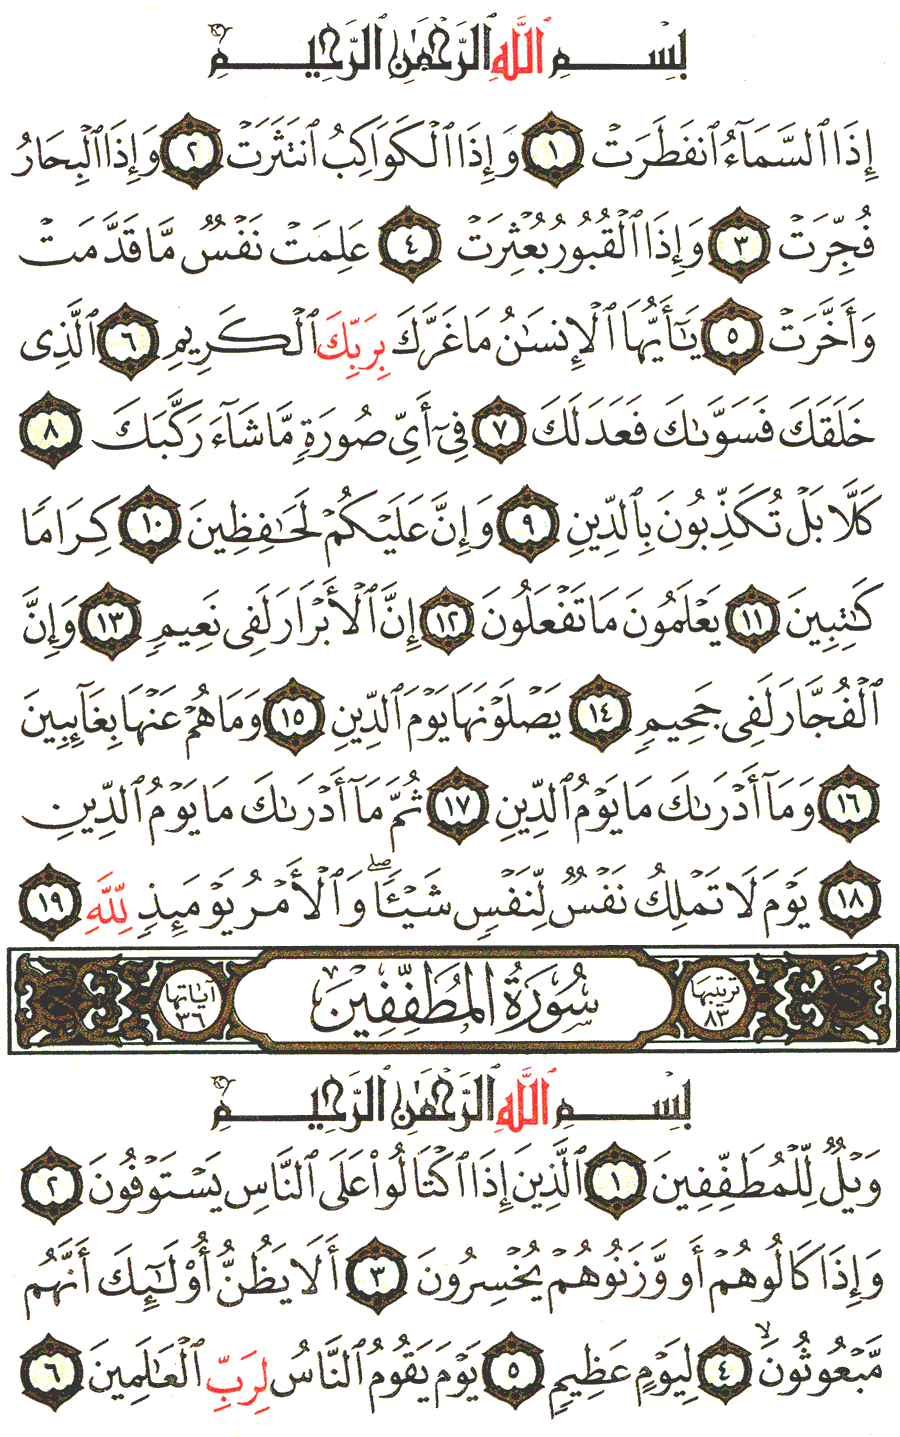 بِسْمِ ٱللَّهِ ٱلرَّحْمَٰنِ ٱلرَّحِيمِ
إِذَا ٱلسَّمَآءُ ٱنفَطَرَتْ ١ وَإِذَا ٱلْكَوَاكِبُ ٱنتَثَرَتْ ٢ وَإِذَا ٱلْبِحَارُ
فُجِّرَتْ ٣ وَإِذَا ٱلْقُبُورُ بُعْثِرَتْ ٤ عَلِمَتْ نَفْسٌ مَّا قَدَّمَتْ
وَأَخَّرَتْ ٥ يَٰٓأَيُّهَا ٱلْإِنسَٰنُ مَا غَرَّكَ بِرَبِّكَ ٱلْكَرِيمِ ٦ ٱلَّذِى
خَلَقَكَ فَسَوَّىٰكَ فَعَدَلَكَ ٧ فِىٓ أَىِّ صُورَةٍ مَّا شَآءَ رَكَّبَكَ ٨
كَلَّا بَلْ تُكَذِّبُونَ بِٱلدِّينِ ٩ وَإِنَّ عَلَيْكُمْ لَحَٰفِظِينَ ١٠ كِرَامًا
كَٰتِبِينَ ١١ يَعْلَمُونَ مَا تَفْعَلُونَ ١٢ إِنَّ ٱلْأَبْرَارَ لَفِى نَعِيمٍ ١٣ وَإِنَّ
ٱلْفُجَّارَ لَفِى جَحِيمٍ ١٤ يَصْلَوْنَهَا يَوْمَ ٱلدِّينِ ١٥ وَمَا هُمْ عَنْهَا بِغَآئِبِينَ
١٦ وَمَآ أَدْرَىٰكَ مَا يَوْمُ ٱلدِّينِ ١٧ ثُمَّ مَآ أَدْرَىٰكَ مَا يَوْمُ ٱلدِّينِ
١٨ يَوْمَ لَا تَمْلِكُ نَفْسٌ لِّنَفْسٍ شَيْـًٔا ۖ وَٱلْأَمْرُ يَوْمَئِذٍ لِّلَّهِ ١٩
ترتيبها ٨٣ سُورَةُ المُطَفِّفِينَ آياتها ٣٦
بِسْمِ ٱللَّهِ ٱلرَّحْمَٰنِ ٱلرَّحِيمِ
وَيْلٌ لِّلْمُطَفِّفِينَ ١ ٱلَّذِينَ إِذَا ٱكْتَالُوا۟ عَلَى ٱلنَّاسِ يَسْتَوْفُونَ ٢
وَإِذَا كَالُوهُمْ أَو وَّزَنُوهُمْ يُخْسِرُونَ ٣ أَلَا يَظُنُّ أُو۟لَٰٓئِكَ أَنَّهُم
مَّبْعُوثُونَ ۙ ٤ لِيَوْمٍ عَظِيمٍ ٥ يَوْمَ يَقُومُ ٱلنَّاسُ لِرَبِّ ٱلْعَٰلَمِينَ ٦